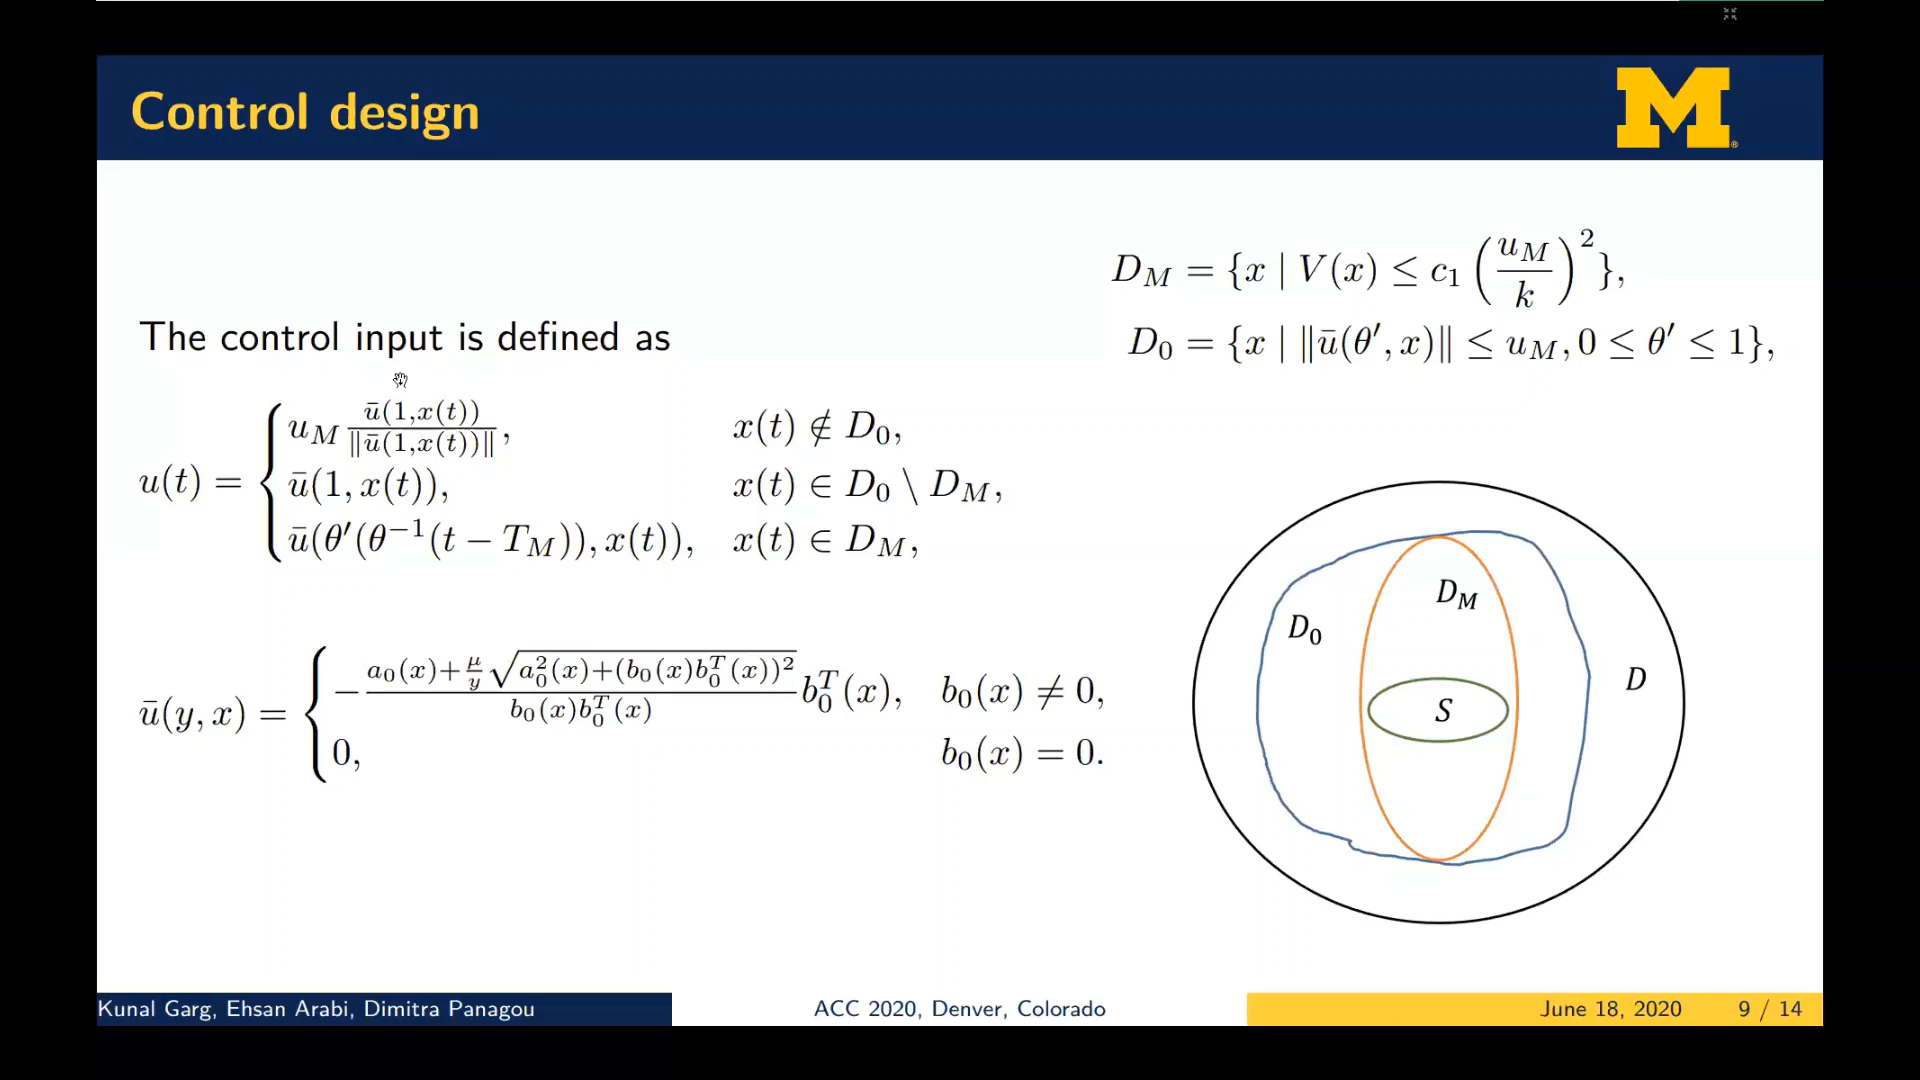 Control design
M
®
The control input is defined as
D_M = {x | V(x) ≤ c_1 (u_M / k)^2},
D_0 = {x | ‖ū(θ′, x)‖ ≤ u_M, 0 ≤ θ′ ≤ 1},
u(t) = { u_M ū(1,x(t)) / ‖ū(1,x(t))‖, x(t) ∉ D_0,
ū(1, x(t)), x(t) ∈ D_0 \ D_M,
ū(θ′(θ^{-1}(t − T_M)), x(t)), x(t) ∈ D_M,
ū(y, x) = { − (a_0(x) + (μ/y) √(a_0^2(x) + (b_0(x)b_0^T(x))^2)) / (b_0(x)b_0^T(x)) b_0^T(x), b_0(x) ≠ 0,
0, b_0(x) = 0.
D_M
D_0
D
S
Kunal Garg, Ehsan Arabi, Dimitra Panagou
ACC 2020, Denver, Colorado
June 18, 2020
9 / 14